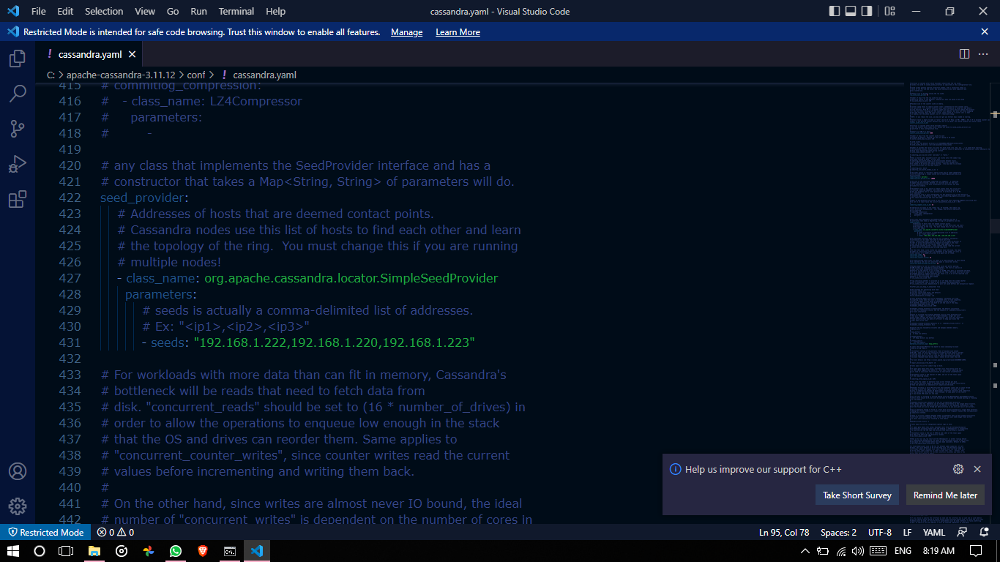 File Edit Selection View Go Run Terminal Help
cassandra.yaml - Visual Studio Code
Restricted Mode is intended for safe code browsing. Trust this window to enable all features. Manage Learn More
! cassandra.yaml
C: > apache-cassandra-3.11.12 > conf > ! cassandra.yaml
415 # commitlog_compression:
416 #   - class_name: LZ4Compressor
417 #     parameters:
418 #         -
419
420 # any class that implements the SeedProvider interface and has a
421 # constructor that takes a Map<String, String> of parameters will do.
422 seed_provider:
423     # Addresses of hosts that are deemed contact points.
424     # Cassandra nodes use this list of hosts to find each other and learn
425     # the topology of the ring.  You must change this if you are running
426     # multiple nodes!
427     - class_name: org.apache.cassandra.locator.SimpleSeedProvider
428       parameters:
429           # seeds is actually a comma-delimited list of addresses.
430           # Ex: "<ip1>,<ip2>,<ip3>"
431           - seeds: "192.168.1.222,192.168.1.220,192.168.1.223"
432
433 # For workloads with more data than can fit in memory, Cassandra's
434 # bottleneck will be reads that need to fetch data from
435 # disk. "concurrent_reads" should be set to (16 * number_of_drives) in
436 # order to allow the operations to enqueue low enough in the stack
437 # that the OS and drives can reorder them. Same applies to
438 # "concurrent_counter_writes", since counter writes read the current
439 # values before incrementing and writing them back.
440 #
441 # On the other hand, since writes are almost never IO bound, the ideal
442 # number of "concurrent_writes" is dependent on the number of cores in
Help us improve our support for C++
Take Short Survey Remind Me later
Restricted Mode 0 0 Ln 95, Col 78 Spaces: 2 UTF-8 LF YAML
ENG 8:19 AM